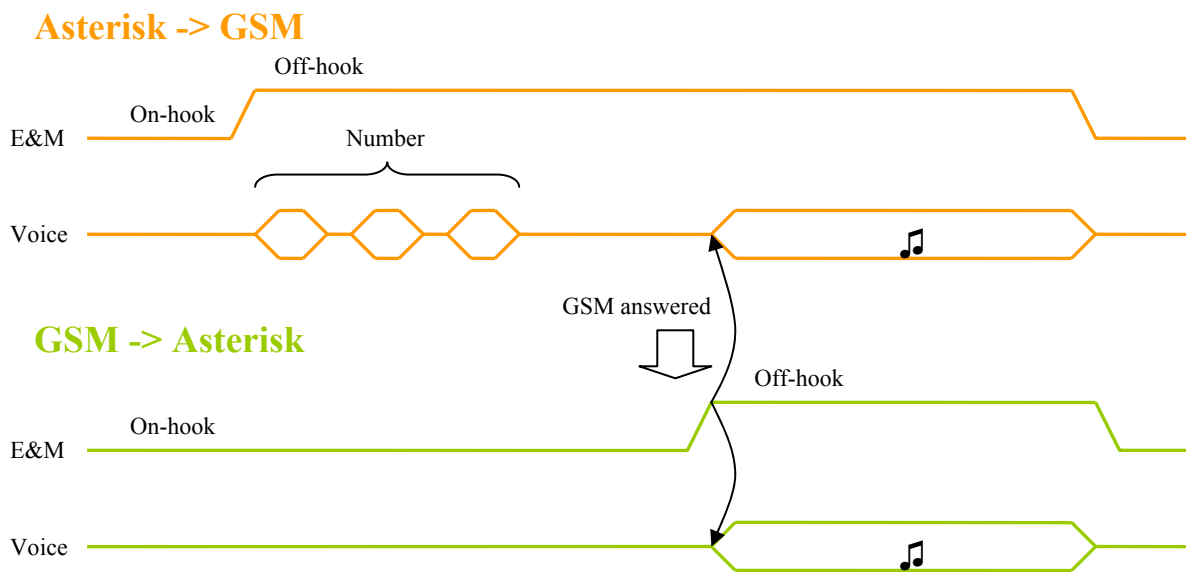 Asterisk -> GSM
Off-hook
On-hook
E&M
Number
Voice
GSM answered
GSM -> Asterisk
Off-hook
On-hook
E&M
Voice